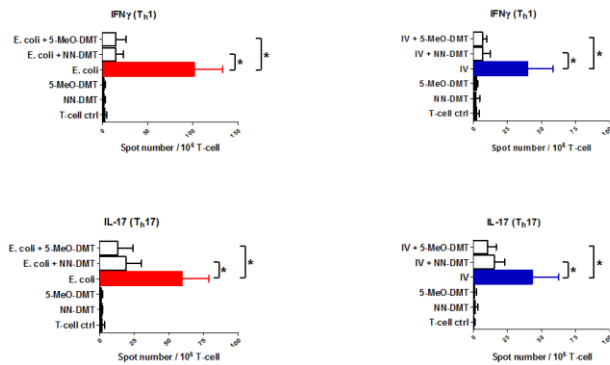 IFNγ (Th1)
E. coli + 5-MeO-DMT
E. coli + NN-DMT
E. coli
5-MeO-DMT
NN-DMT
T-cell ctrl
* *
0 50 100 150
Spot number / 10⁶ T-cell
IFNγ (Th1)
IV + 5-MeO-DMT
IV + NN-DMT
IV
5-MeO-DMT
NN-DMT
T-cell ctrl
* *
0 25 50 75 100
Spot number / 10⁶ T-cell
IL-17 (Th17)
E. coli + 5-MeO-DMT
E. coli + NN-DMT
E. coli
5-MeO-DMT
NN-DMT
T-cell ctrl
* *
0 25 50 75 100
Spot number / 10⁶ T-cell
IL-17 (Th17)
IV + 5-MeO-DMT
IV + NN-DMT
IV
5-MeO-DMT
NN-DMT
T-cell ctrl
* *
0 25 50 75 100
Spot number / 10⁶ T-cell